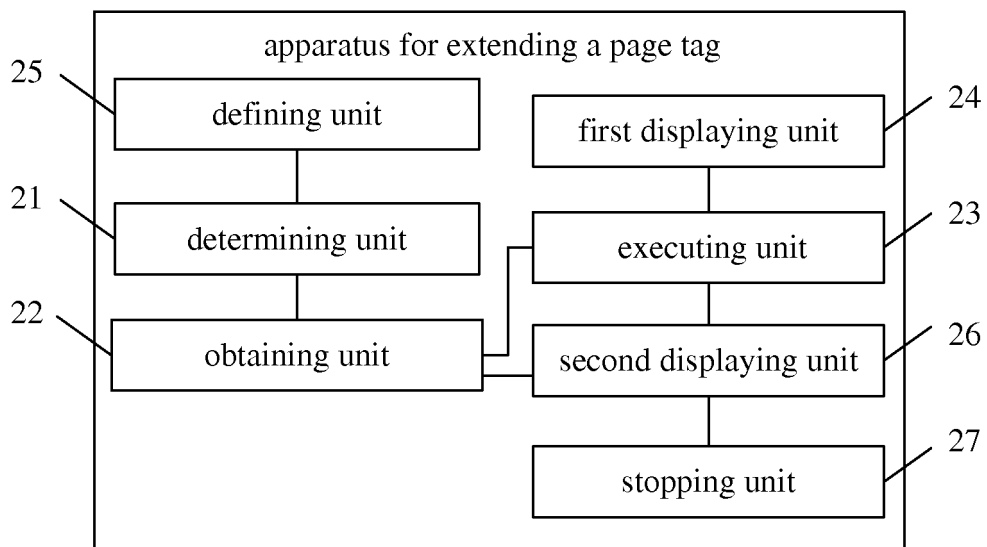 apparatus for extending a page tag
25
defining unit
24
first displaying unit
21
determining unit
23
executing unit
22
obtaining unit
26
second displaying unit
27
stopping unit